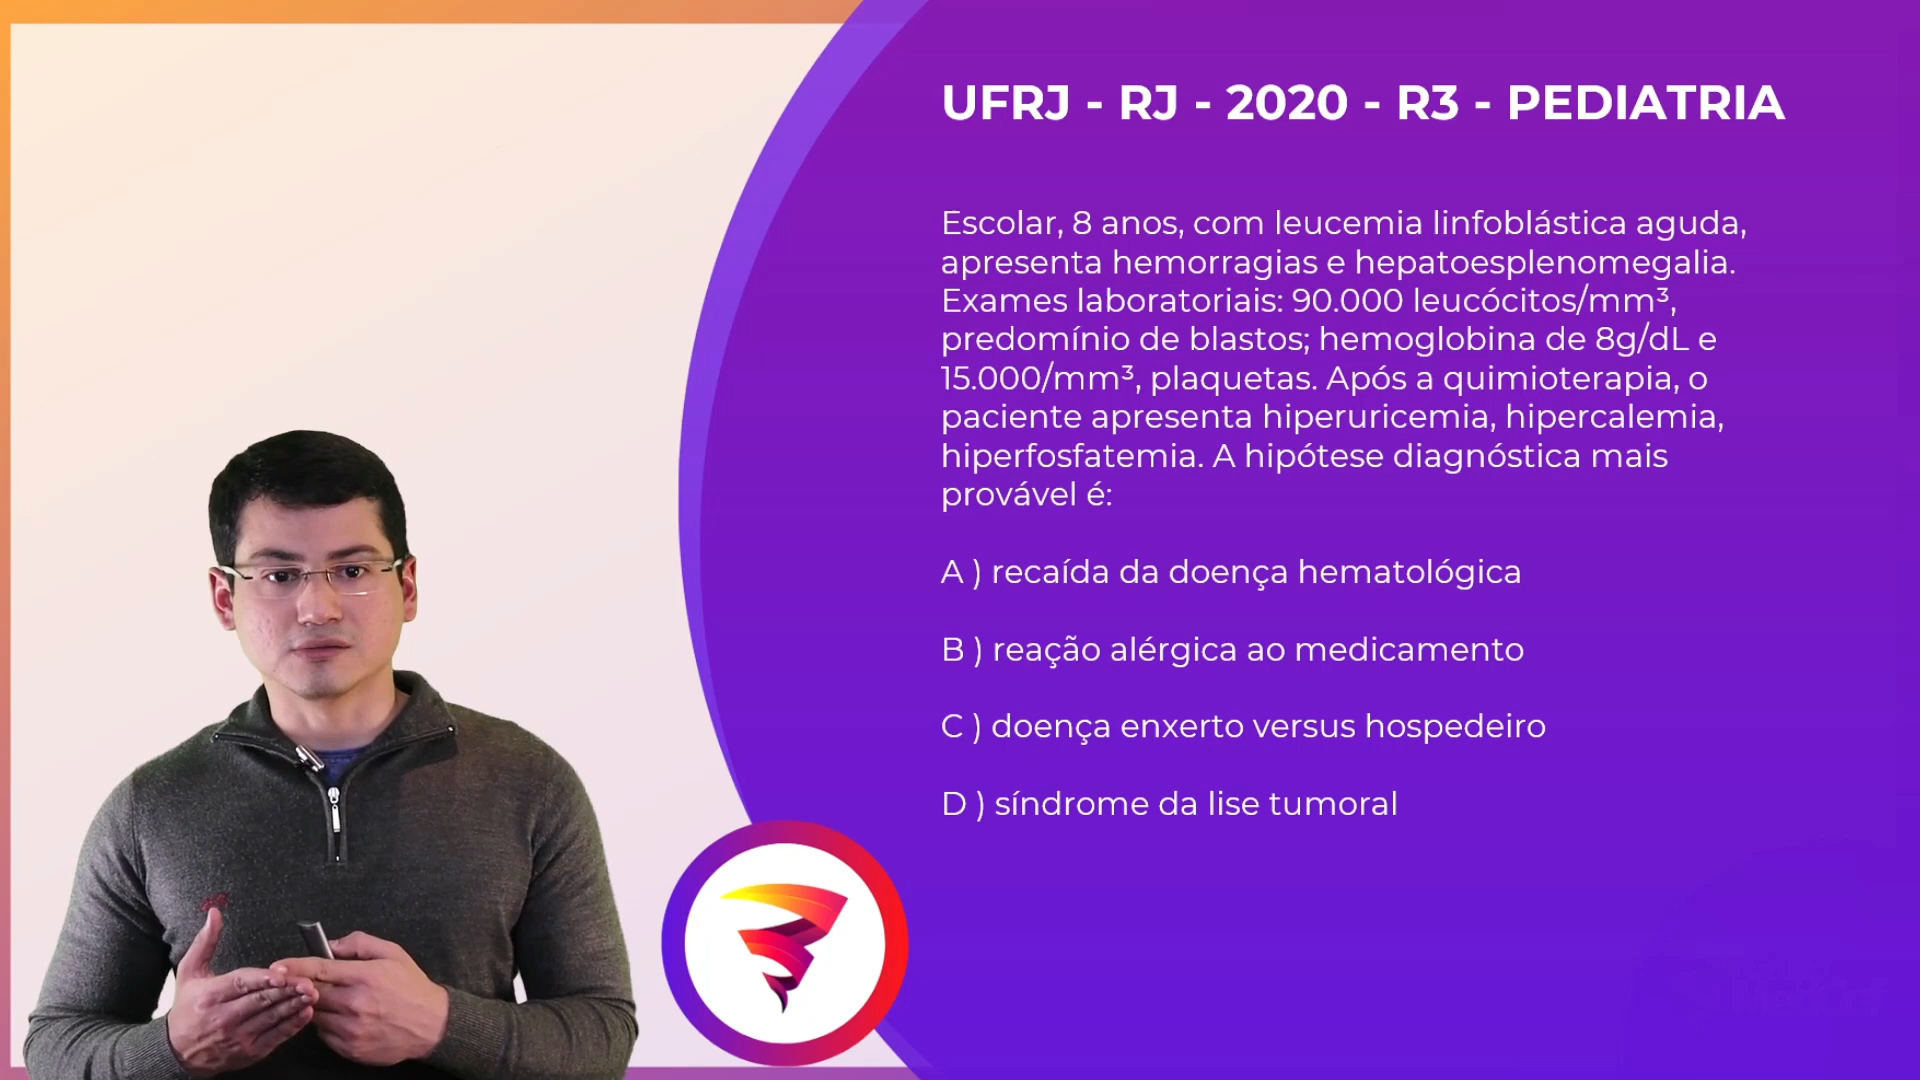 UFRJ - RJ - 2020 - R3 - PEDIATRIA
Escolar, 8 anos, com leucemia linfoblástica aguda,
apresenta hemorragias e hepatoesplenomegalia.
Exames laboratoriais: 90.000 leucócitos/mm³,
predomínio de blastos; hemoglobina de 8g/dL e
15.000/mm³, plaquetas. Após a quimioterapia, o
paciente apresenta hiperuricemia, hipercalemia,
hiperfosfatemia. A hipótese diagnóstica mais
provável é:
A ) recaída da doença hematológica
B ) reação alérgica ao medicamento
C ) doença enxerto versus hospedeiro
D ) síndrome da lise tumoral